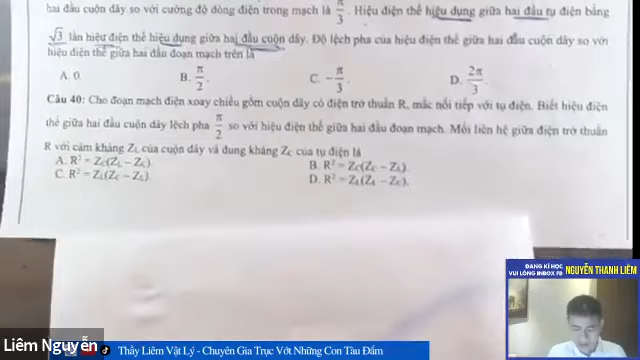 hai đầu cuộn dây so với cường độ dòng điện trong mạch là π/3. Hiệu điện thế hiệu dụng giữa hai đầu tụ điện bằng
√3 lần hiệu điện thế hiệu dụng giữa hai đầu cuộn dây. Độ lệch pha của hiệu điện thế giữa hai đầu cuộn dây so với
hiệu điện thế giữa hai đầu đoạn mạch trên là
A. 0. B. π/2. C. -π/3. D. 2π/3.
Câu 40: Cho đoạn mạch điện xoay chiều gồm cuộn dây có điện trở thuần R, mắc nối tiếp với tụ điện. Biết hiệu điện
thế giữa hai đầu cuộn dây lệch pha π/2 so với hiệu điện thế giữa hai đầu đoạn mạch. Mối liên hệ giữa điện trở thuần
R với cảm kháng ZL của cuộn dây và dung kháng ZC của tụ điện là
A. R² = ZC(ZL – ZC). B. R² = ZC(ZC – ZL).
C. R² = ZL(ZC – ZL). D. R² = ZL(ZL – ZC).
ĐĂNG KÍ HỌC
VUI LÒNG INBOX FB NGUYỄN THANH LIÊM
Liêm Nguyễn
Thầy Liêm Vật Lý - Chuyên Gia Trục Vớt Những Con Tàu Đắm